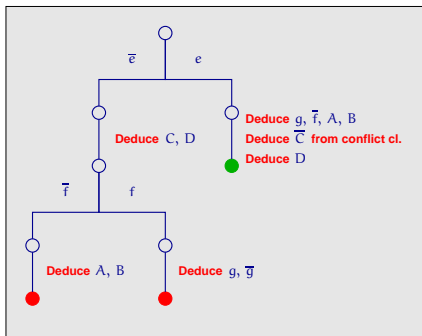 e̅ e
Deduce g, f̅, A, B
Deduce C̅ from conflict cl.
Deduce D
Deduce C, D
f̅ f
Deduce A, B
Deduce g, g̅